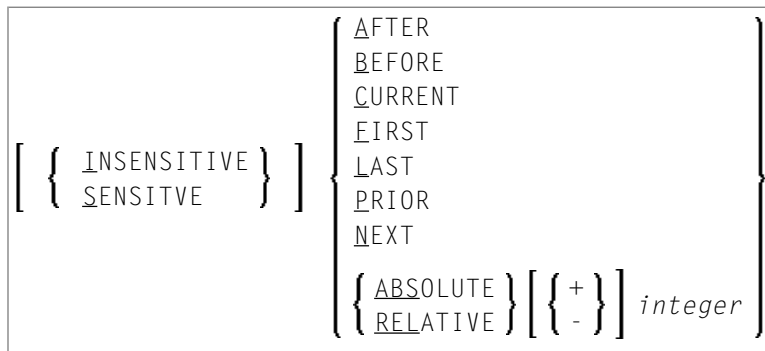 AFTER
BEFORE
CURRENT
FIRST
[ { INSENSITIVE } ] LAST
SENSITVE
PRIOR
NEXT
{ ABSOLUTE } [ { + } ] integer
RELATIVE -